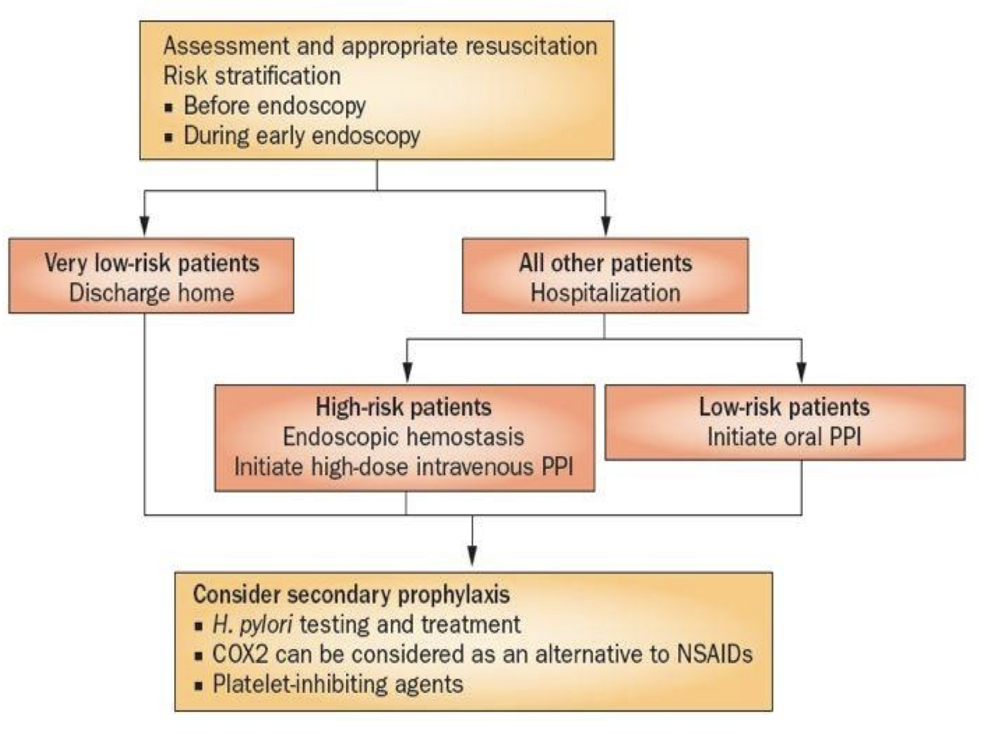 Assessment and appropriate resuscitation
Risk stratification
▪ Before endoscopy
▪ During early endoscopy
Very low-risk patients
Discharge home
All other patients
Hospitalization
High-risk patients
Endoscopic hemostasis
Initiate high-dose intravenous PPI
Low-risk patients
Initiate oral PPI
Consider secondary prophylaxis
▪ H. pylori testing and treatment
▪ COX2 can be considered as an alternative to NSAIDs
▪ Platelet-inhibiting agents